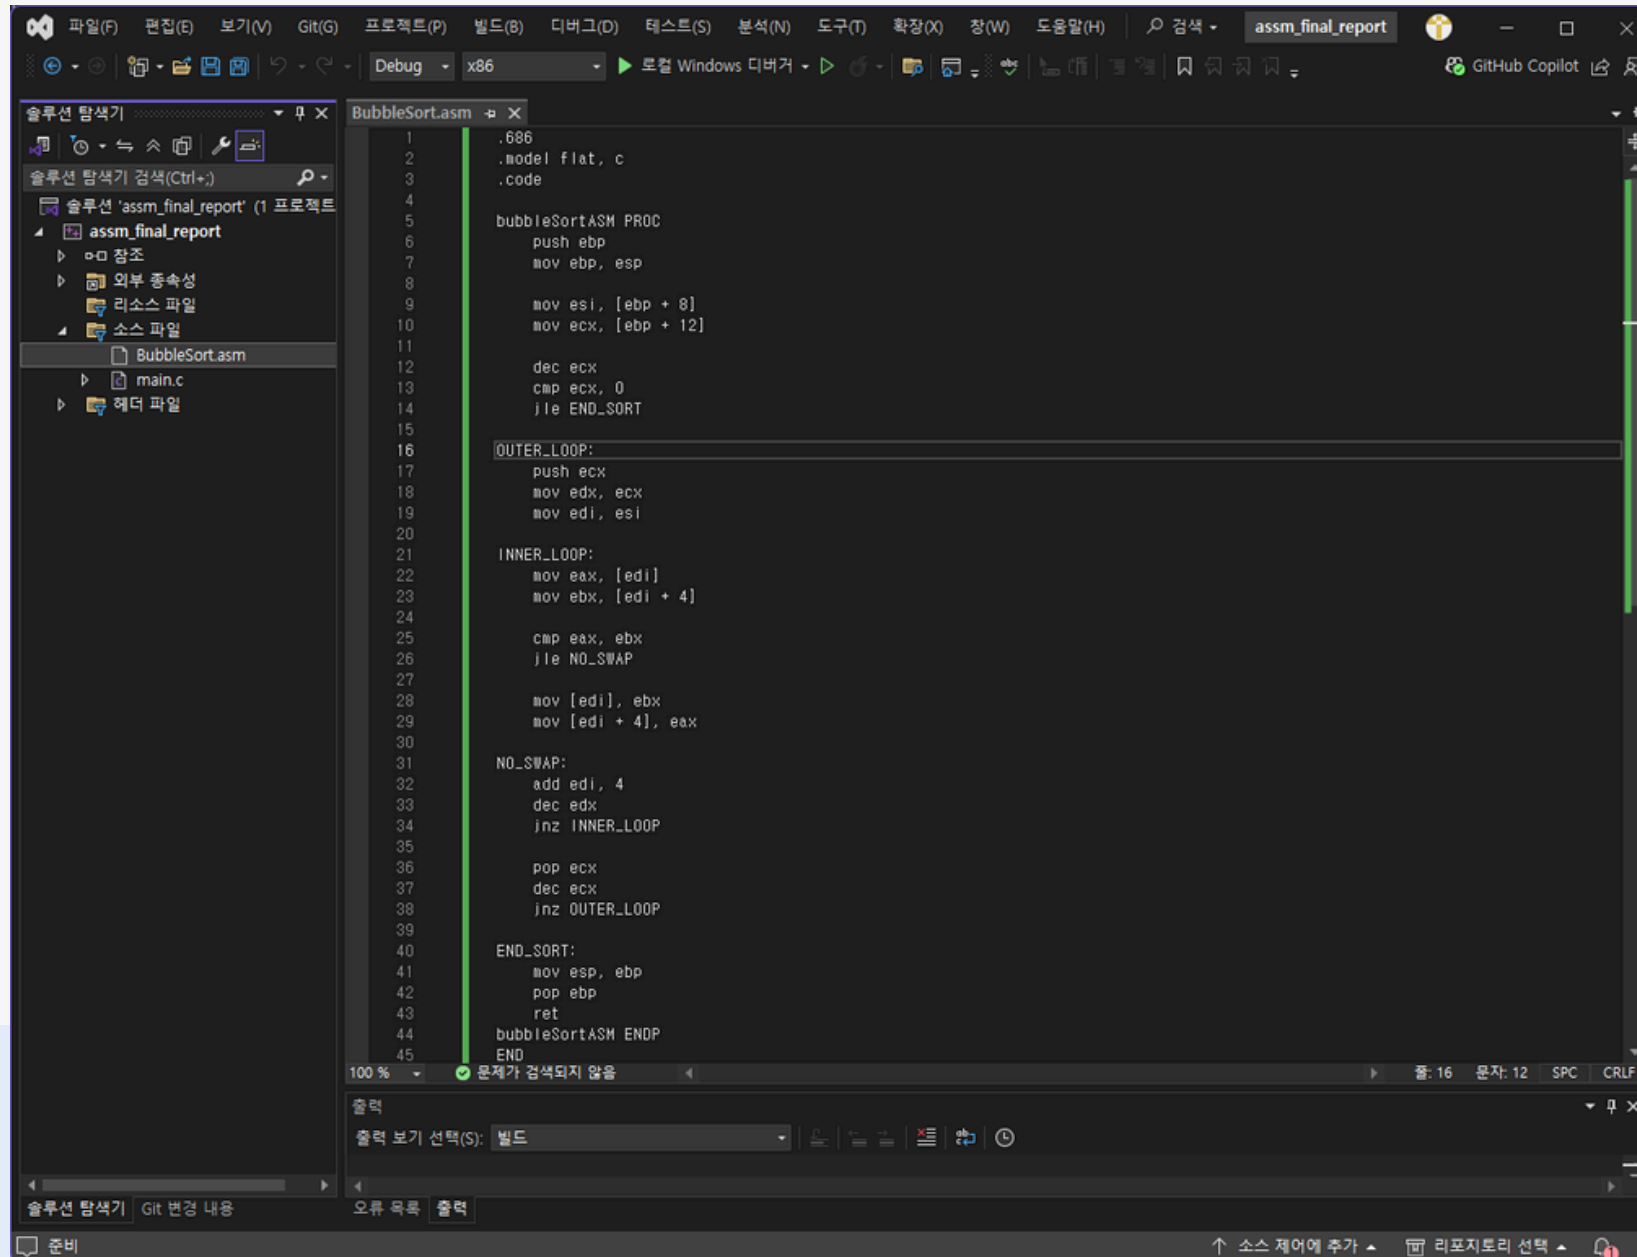 파일(F) 편집(E) 보기(V) Git(G) 프로젝트(P) 빌드(B) 디버그(D) 테스트(S) 분석(N) 도구(T) 확장(X) 창(W) 도움말(H) 검색 assm_final_report
Debug x86 로컬 Windows 디버거 GitHub Copilot
솔루션 탐색기
BubbleSort.asm
솔루션 탐색기 검색(Ctrl+;)
솔루션 'assm_final_report' (1 프로젝트
assm_final_report
참조
외부 종속성
리소스 파일
소스 파일
BubbleSort.asm
main.c
헤더 파일
1 .686
2 .model flat, c
3 .code
4
5 bubbleSortASM PROC
6 push ebp
7 mov ebp, esp
8
9 mov esi, [ebp + 8]
10 mov ecx, [ebp + 12]
11
12 dec ecx
13 cmp ecx, 0
14 jle END_SORT
15
16 OUTER_LOOP:
17 push ecx
18 mov edx, ecx
19 mov edi, esi
20
21 INNER_LOOP:
22 mov eax, [edi]
23 mov ebx, [edi + 4]
24
25 cmp eax, ebx
26 jle NO_SWAP
27
28 mov [edi], ebx
29 mov [edi + 4], eax
30
31 NO_SWAP:
32 add edi, 4
33 dec edx
34 jnz INNER_LOOP
35
36 pop ecx
37 dec ecx
38 jnz OUTER_LOOP
39
40 END_SORT:
41 mov esp, ebp
42 pop ebp
43 ret
44 bubbleSortASM ENDP
45 END
100 % 문제가 검색되지 않음 줄: 16 문자: 12 SPC CRLF
출력
출력 보기 선택(S): 빌드
솔루션 탐색기 Git 변경 내용 오류 목록 출력
준비 소스 제어에 추가 리포지토리 선택 1